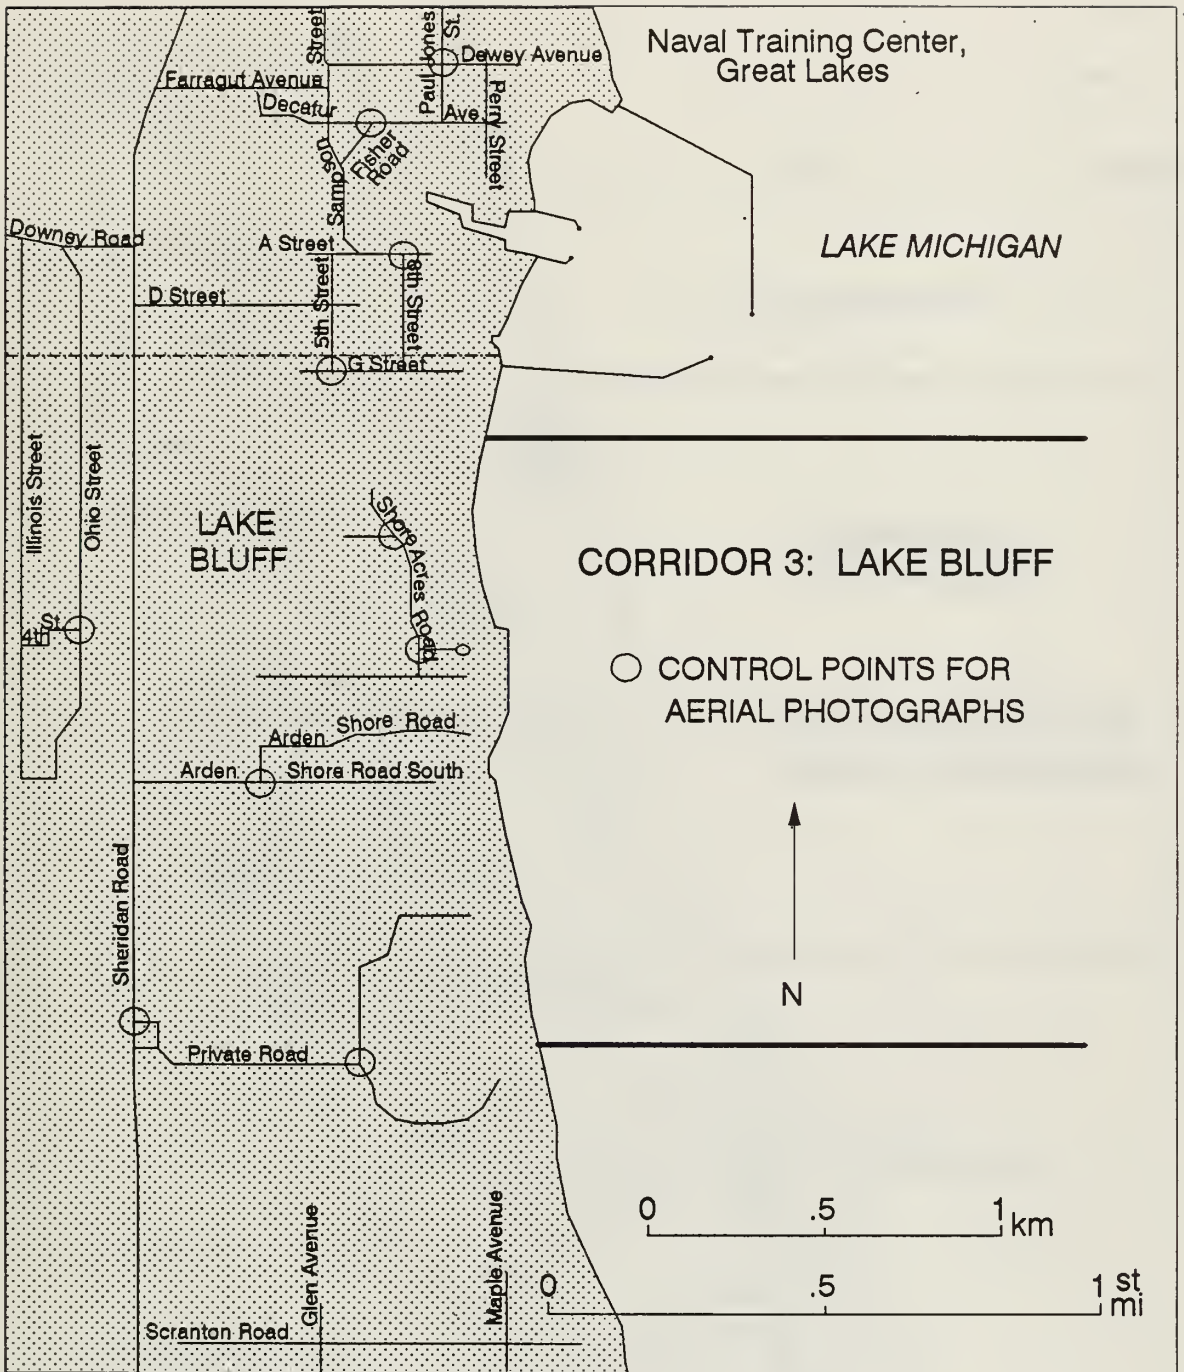 Naval Training Center,
Great Lakes
Street
Paul Jones
St.
Dewey Avenue
Farragut Avenue
Decatur
Ave.
Perry Street
Fisher
Road
Sampson
Downey Road
A Street
LAKE MICHIGAN
D Street
5th Street
8th Street
G Street
Illinois Street
Ohio Street
LAKE
BLUFF
Shore Acres Road
CORRIDOR 3: LAKE BLUFF
4th
St.
CONTROL POINTS FOR
AERIAL PHOTOGRAPHS
Arden Shore Road
Arden Shore Road South
Sheridan Road
N
Private Road
0 .5 1 km
0 .5 1 st
mi
Glen Avenue
Maple Avenue
Scranton Road